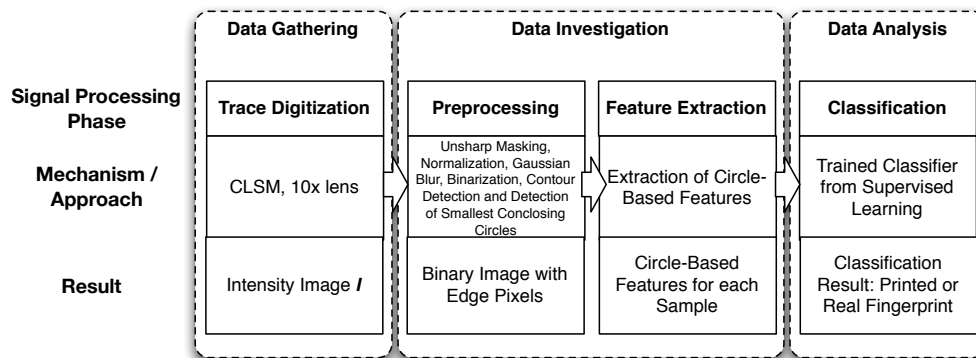 Data Gathering
Data Investigation
Data Analysis
Signal Processing
Phase
Trace Digitization
Preprocessing
Feature Extraction
Classification
Mechanism /
Approach
CLSM, 10x lens
Unsharp Masking,
Normalization, Gaussian
Blur, Binarization, Contour
Detection and Detection
of Smallest Conclosing
Circles
Extraction of Circle-
Based Features
Trained Classifier
from Supervised
Learning
Result
Intensity Image I
Binary Image with
Edge Pixels
Circle-Based
Features for each
Sample
Classification
Result: Printed or
Real Fingerprint